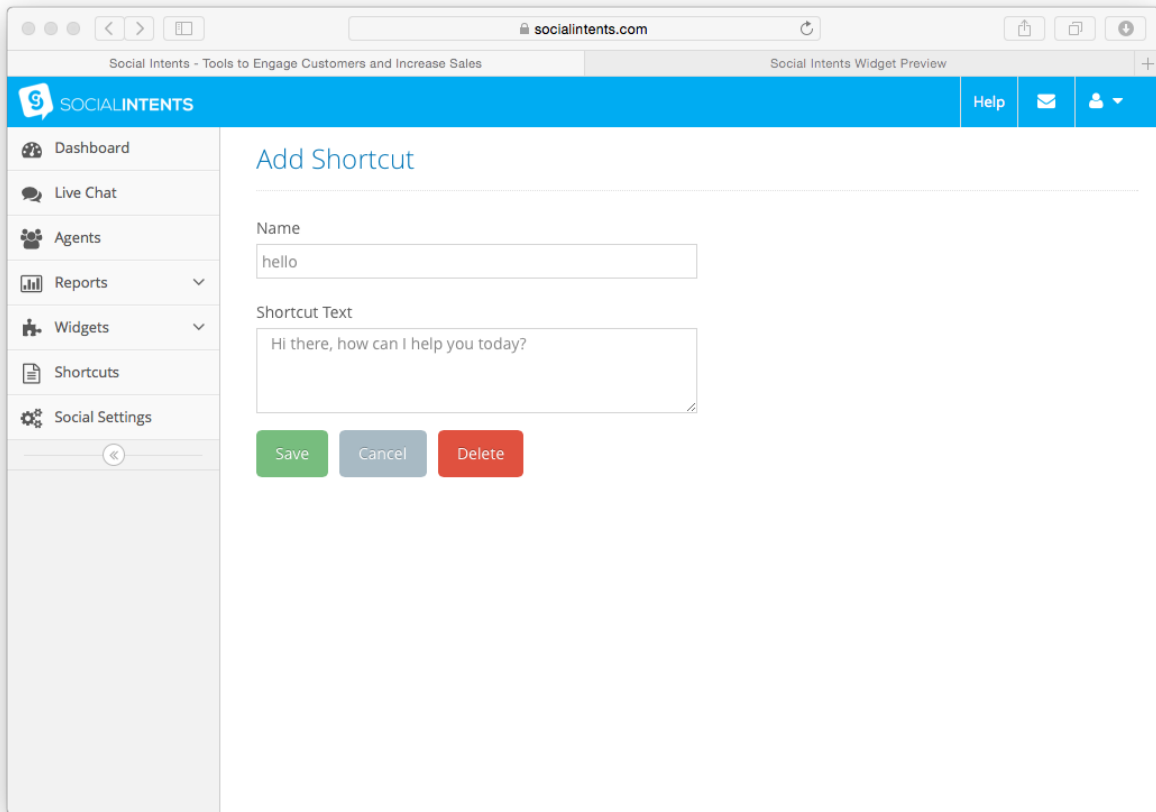 socialintents.com
Social Intents - Tools to Engage Customers and Increase Sales
Social Intents Widget Preview
SOCIALINTENTS
Help
Dashboard
Live Chat
Agents
Reports
Widgets
Shortcuts
Social Settings
Add Shortcut
Name
hello
Shortcut Text
Hi there, how can I help you today?
Save Cancel Delete